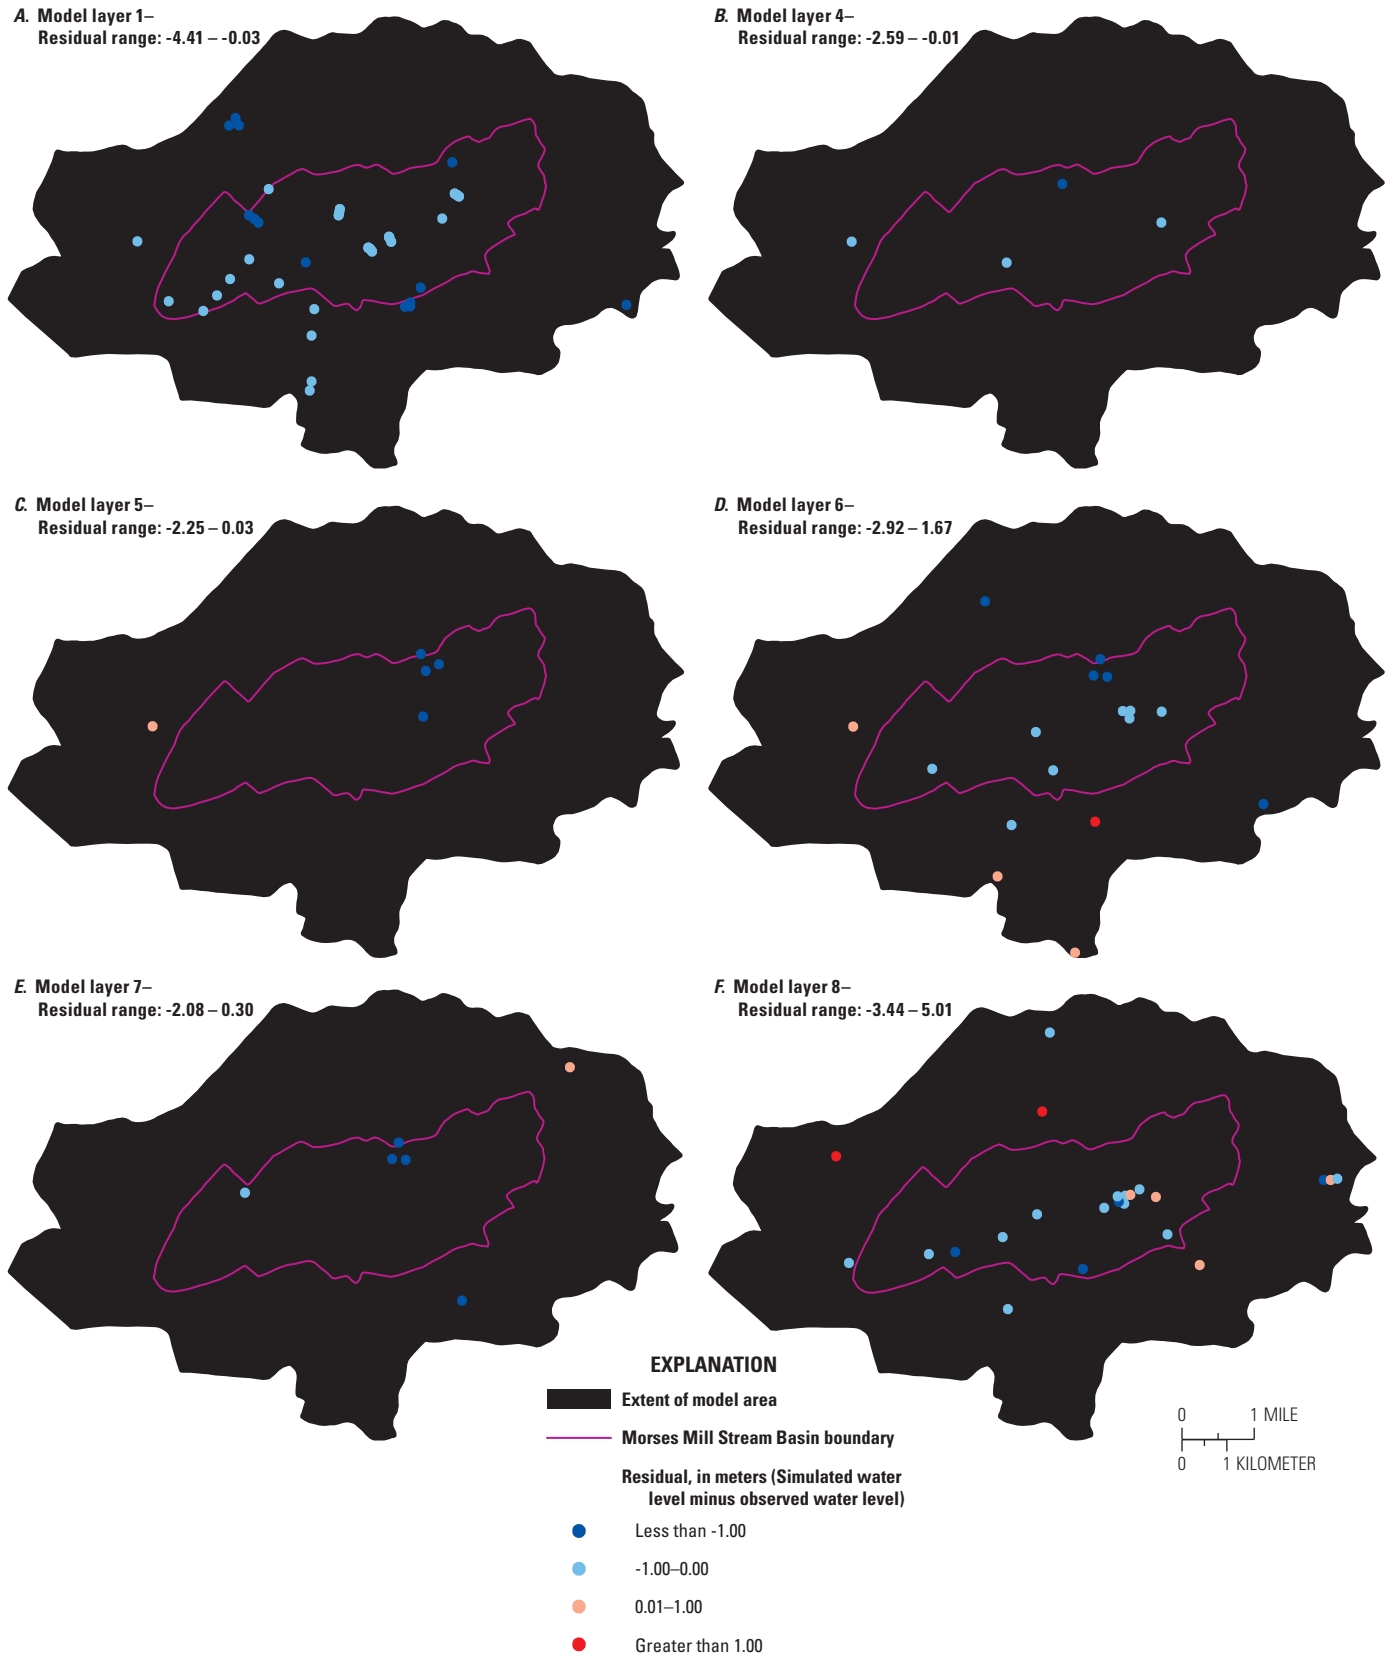 A. Model layer 1–
Residual range: -4.41 – -0.03
B. Model layer 4–
Residual range: -2.59 – -0.01
C. Model layer 5–
Residual range: -2.25 – 0.03
D. Model layer 6–
Residual range: -2.92 – 1.67
E. Model layer 7–
Residual range: -2.08 – 0.30
F. Model layer 8–
Residual range: -3.44 – 5.01
EXPLANATION
Extent of model area
Morses Mill Stream Basin boundary
Residual, in meters (Simulated water
level minus observed water level)
Less than -1.00
-1.00–0.00
0.01–1.00
Greater than 1.00
0 1 MILE
0 1 KILOMETER